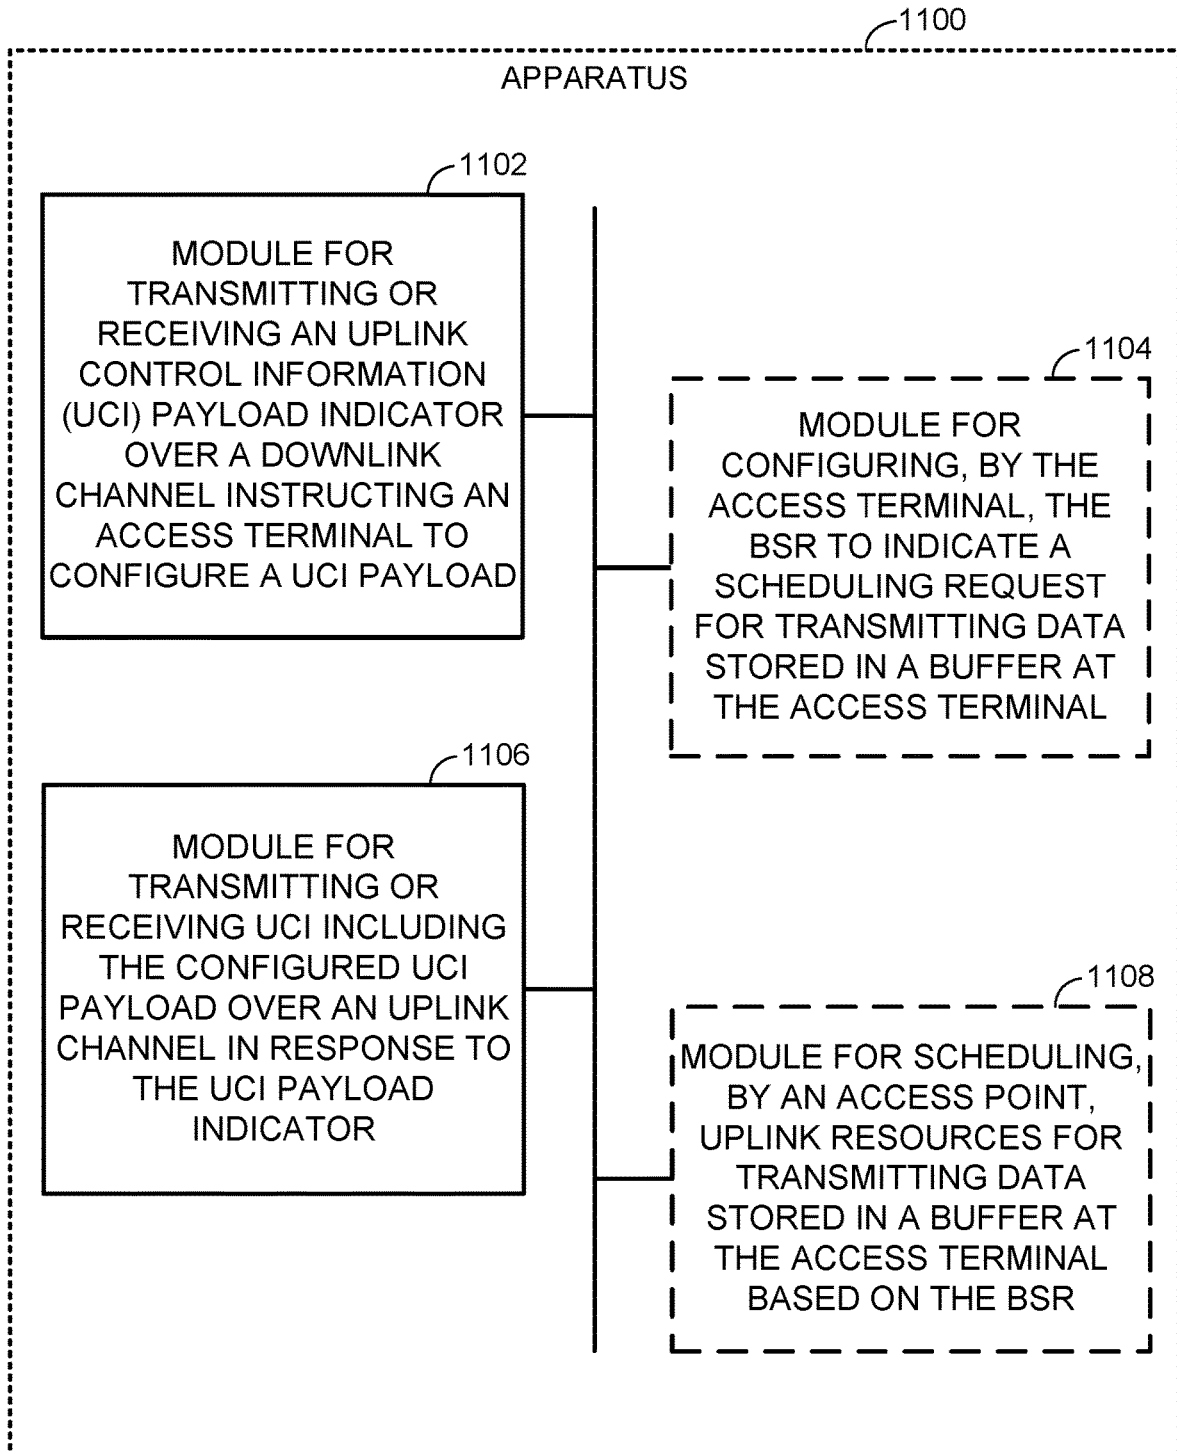 1100
APPARATUS
1102
MODULE FOR
TRANSMITTING OR
RECEIVING AN UPLINK
CONTROL INFORMATION
(UCI) PAYLOAD INDICATOR
OVER A DOWNLINK
CHANNEL INSTRUCTING AN
ACCESS TERMINAL TO
CONFIGURE A UCI PAYLOAD
1104
MODULE FOR
CONFIGURING, BY THE
ACCESS TERMINAL, THE
BSR TO INDICATE A
SCHEDULING REQUEST
FOR TRANSMITTING DATA
STORED IN A BUFFER AT
THE ACCESS TERMINAL
1106
MODULE FOR
TRANSMITTING OR
RECEIVING UCI INCLUDING
THE CONFIGURED UCI
PAYLOAD OVER AN UPLINK
CHANNEL IN RESPONSE TO
THE UCI PAYLOAD
INDICATOR
1108
MODULE FOR SCHEDULING,
BY AN ACCESS POINT,
UPLINK RESOURCES FOR
TRANSMITTING DATA
STORED IN A BUFFER AT
THE ACCESS TERMINAL
BASED ON THE BSR